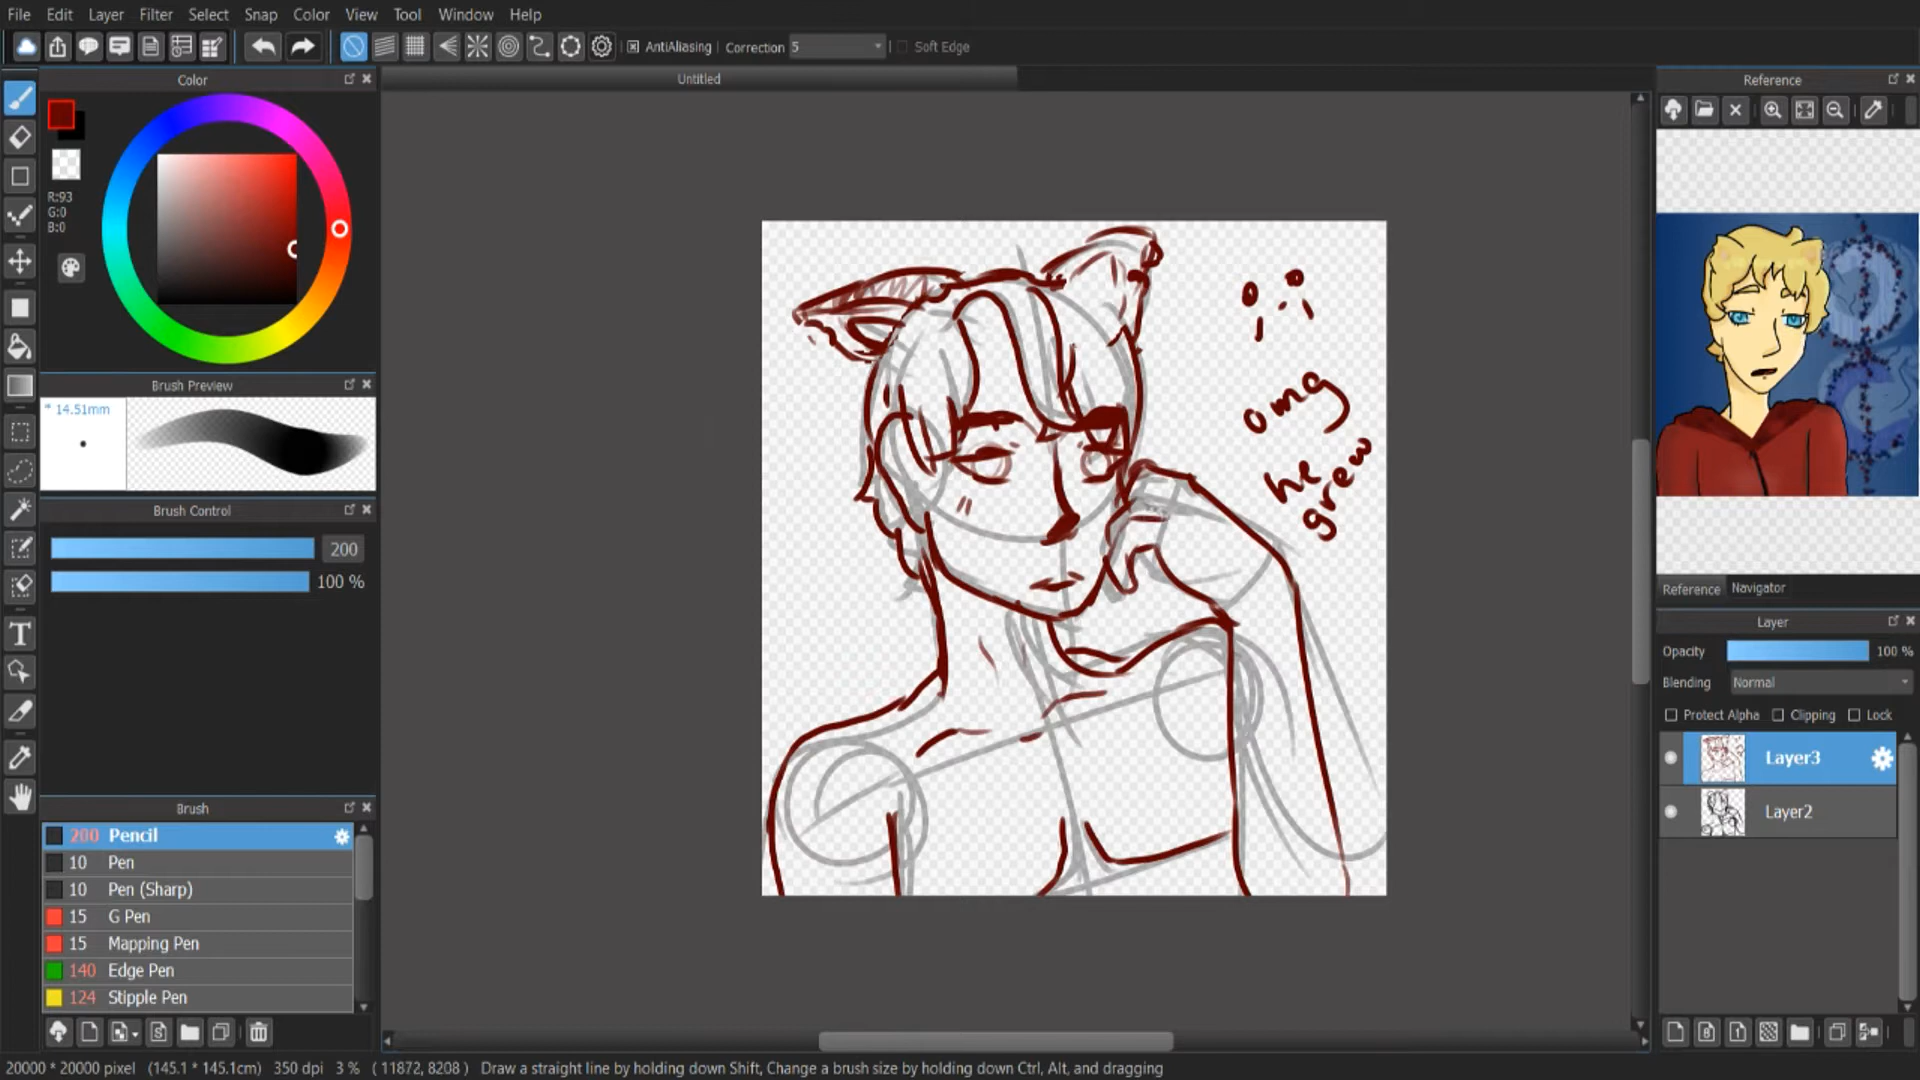 File Edit Layer Filter Select Snap Color View Tool Window Help
AntiAliasing Correction 5 Soft Edge
Color
Untitled
Reference
R:93
G:0
B:0
Brush Preview
* 14.51mm
Brush Control
200
100 %
omg
he
grew
Reference Navigator
Layer
Opacity 100 %
Blending Normal
Protect Alpha Clipping Lock
Layer3
Layer2
Brush
200 Pencil
10 Pen
10 Pen (Sharp)
15 G Pen
15 Mapping Pen
140 Edge Pen
124 Stipple Pen
20000 * 20000 pixel (145.1 * 145.1cm) 350 dpi 3 % ( 11872, 8208 ) Draw a straight line by holding down Shift, Change a brush size by holding down Ctrl, Alt, and dragging